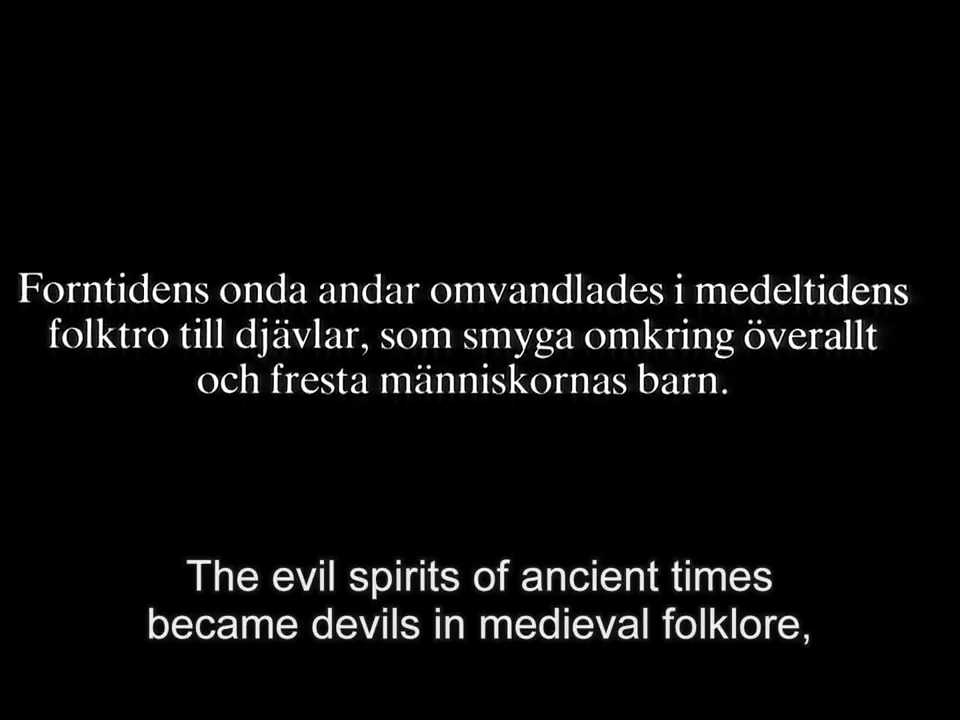 Forntidens onda andar omvandlades i medeltidens
folktro till djävlar, som smyga omkring överallt
och fresta människornas barn.
The evil spirits of ancient times
became devils in medieval folklore,